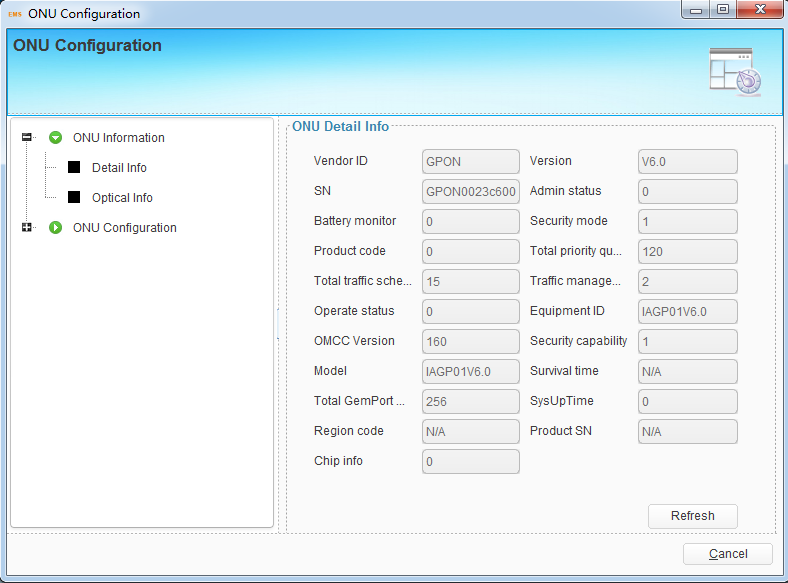 EMS ONU Configuration
ONU Configuration
ONU Information
Detail Info
Optical Info
ONU Configuration
ONU Detail Info
Vendor ID GPON Version V6.0
SN GPON0023c600 Admin status 0
Battery monitor 0 Security mode 1
Product code 0 Total priority qu... 120
Total traffic sche... 15 Traffic manage... 2
Operate status 0 Equipment ID IAGP01V6.0
OMCC Version 160 Security capability 1
Model IAGP01V6.0 Survival time N/A
Total GemPort ... 256 SysUpTime 0
Region code N/A Product SN N/A
Chip info 0
Refresh
Cancel